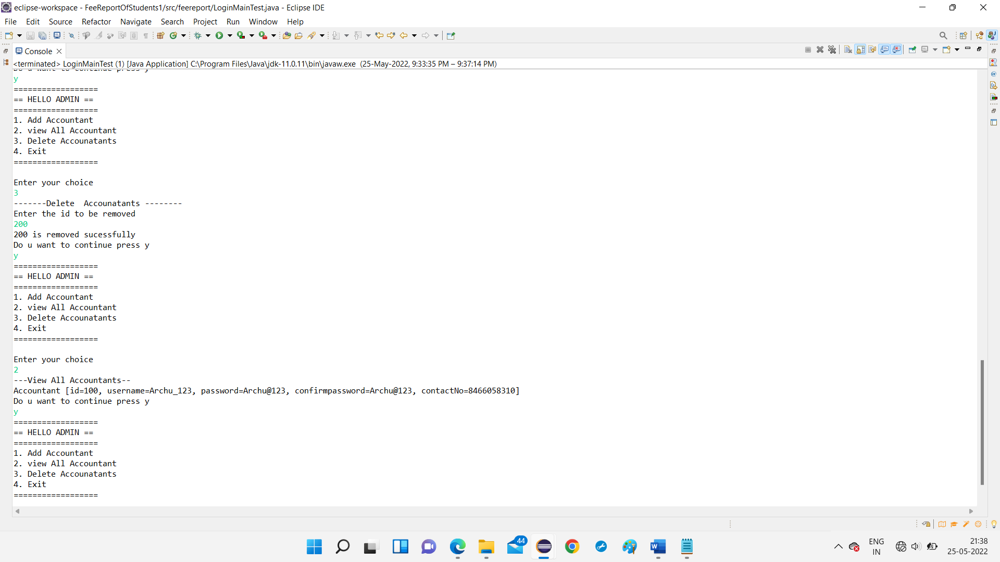 eclipse-workspace - FeeReportOfStudents1/src/feereport/LoginMainTest.java - Eclipse IDE
File Edit Source Refactor Navigate Search Project Run Window Help
Console
<terminated> LoginMainTest (1) [Java Application] C:\Program Files\Java\jdk-11.0.11\bin\javaw.exe (25-May-2022, 9:33:35 PM – 9:37:14 PM)
Do u want to continue press y
y
==================
== HELLO ADMIN ==
==================
1. Add Accountant
2. view All Accountant
3. Delete Accounatants
4. Exit
==================
Enter your choice
3
-------Delete  Accounatants --------
Enter the id to be removed
200
200 is removed sucessfully
Do u want to continue press y
y
==================
== HELLO ADMIN ==
==================
1. Add Accountant
2. view All Accountant
3. Delete Accounatants
4. Exit
==================
Enter your choice
2
---View All Accountants--
Accountant [id=100, username=Archu_123, password=Archu@123, confirmpassword=Archu@123, contactNo=8466058310]
Do u want to continue press y
y
==================
== HELLO ADMIN ==
==================
1. Add Accountant
2. view All Accountant
3. Delete Accounatants
4. Exit
==================
44
ENG
IN
21:38
25-05-2022